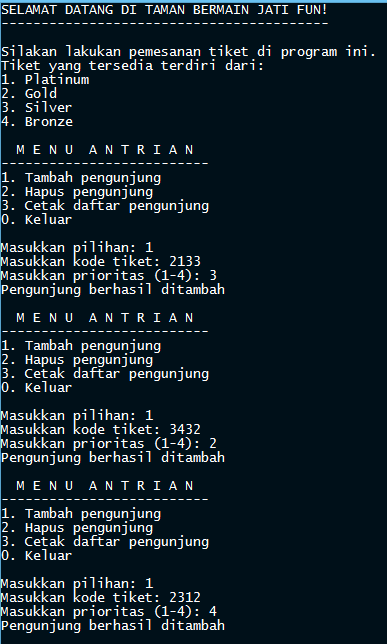 SELAMAT DATANG DI TAMAN BERMAIN JATI FUN!
-----------------------------------------
Silakan lakukan pemesanan tiket di program ini.
Tiket yang tersedia terdiri dari:
1. Platinum
2. Gold
3. Silver
4. Bronze
M E N U  A N T R I A N
--------------------------
1. Tambah pengunjung
2. Hapus pengunjung
3. Cetak daftar pengunjung
0. Keluar
Masukkan pilihan: 1
Masukkan kode tiket: 2133
Masukkan prioritas (1-4): 3
Pengunjung berhasil ditambah
M E N U  A N T R I A N
--------------------------
1. Tambah pengunjung
2. Hapus pengunjung
3. Cetak daftar pengunjung
0. Keluar
Masukkan pilihan: 1
Masukkan kode tiket: 3432
Masukkan prioritas (1-4): 2
Pengunjung berhasil ditambah
M E N U  A N T R I A N
--------------------------
1. Tambah pengunjung
2. Hapus pengunjung
3. Cetak daftar pengunjung
0. Keluar
Masukkan pilihan: 1
Masukkan kode tiket: 2312
Masukkan prioritas (1-4): 4
Pengunjung berhasil ditambah